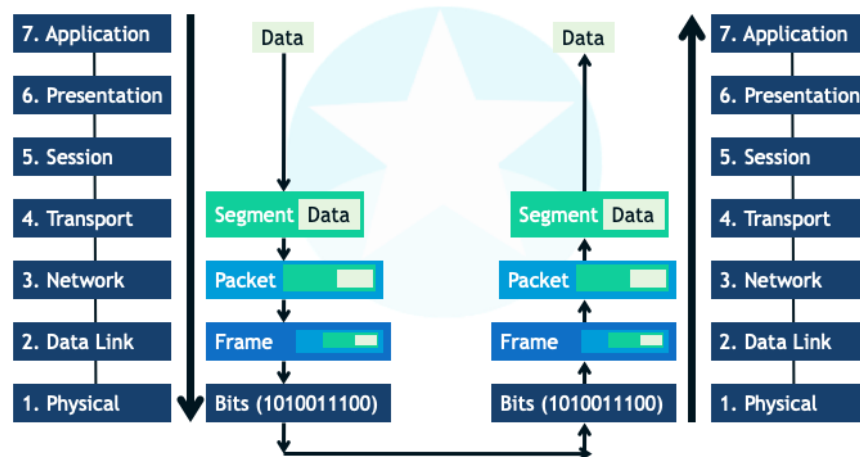 7. Application
6. Presentation
5. Session
4. Transport
3. Network
2. Data Link
1. Physical
Data
Segment Data
Packet
Frame
Bits (1010011100)
Data
Segment Data
Packet
Frame
Bits (1010011100)
7. Application
6. Presentation
5. Session
4. Transport
3. Network
2. Data Link
1. Physical